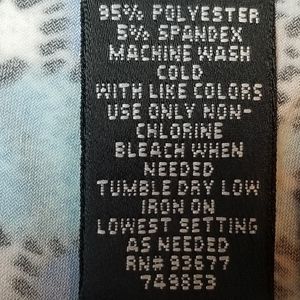 95% POLYESTER
5% SPANDEX
MACHINE WASH
COLD
WITH LIKE COLORS
USE ONLY NON-
CHLORINE
BLEACH WHEN
NEEDED
TUMBLE DRY LOW
IRON ON
LOWEST SETTING
AS NEEDED
RN# 93677
749853